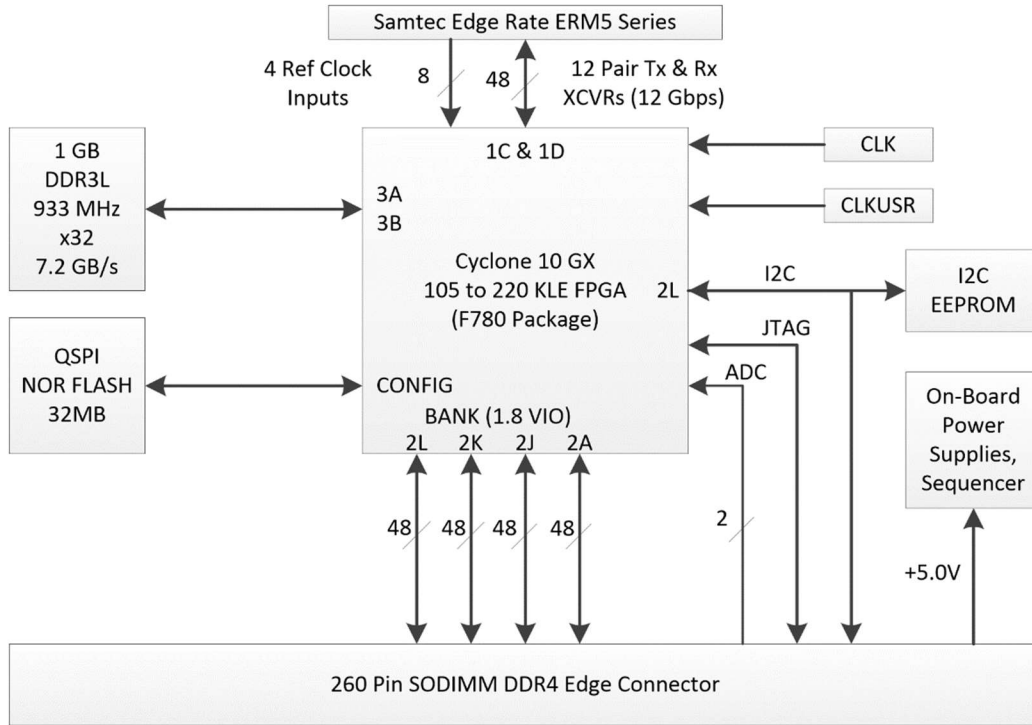 Samtec Edge Rate ERM5 Series
4 Ref Clock
Inputs
8
48
12 Pair Tx & Rx
XCVRs (12 Gbps)
1 GB
DDR3L
933 MHz
x32
7.2 GB/s
1C & 1D
3A
3B
CLK
CLKUSR
Cyclone 10 GX
105 to 220 KLE FPGA
(F780 Package)
2L
I2C
I2C
EEPROM
JTAG
ADC
QSPI
NOR FLASH
32MB
CONFIG
BANK (1.8 VIO)
2L
2K
2J
2A
On-Board
Power
Supplies,
Sequencer
48
48
48
48
2
+5.0V
260 Pin SODIMM DDR4 Edge Connector